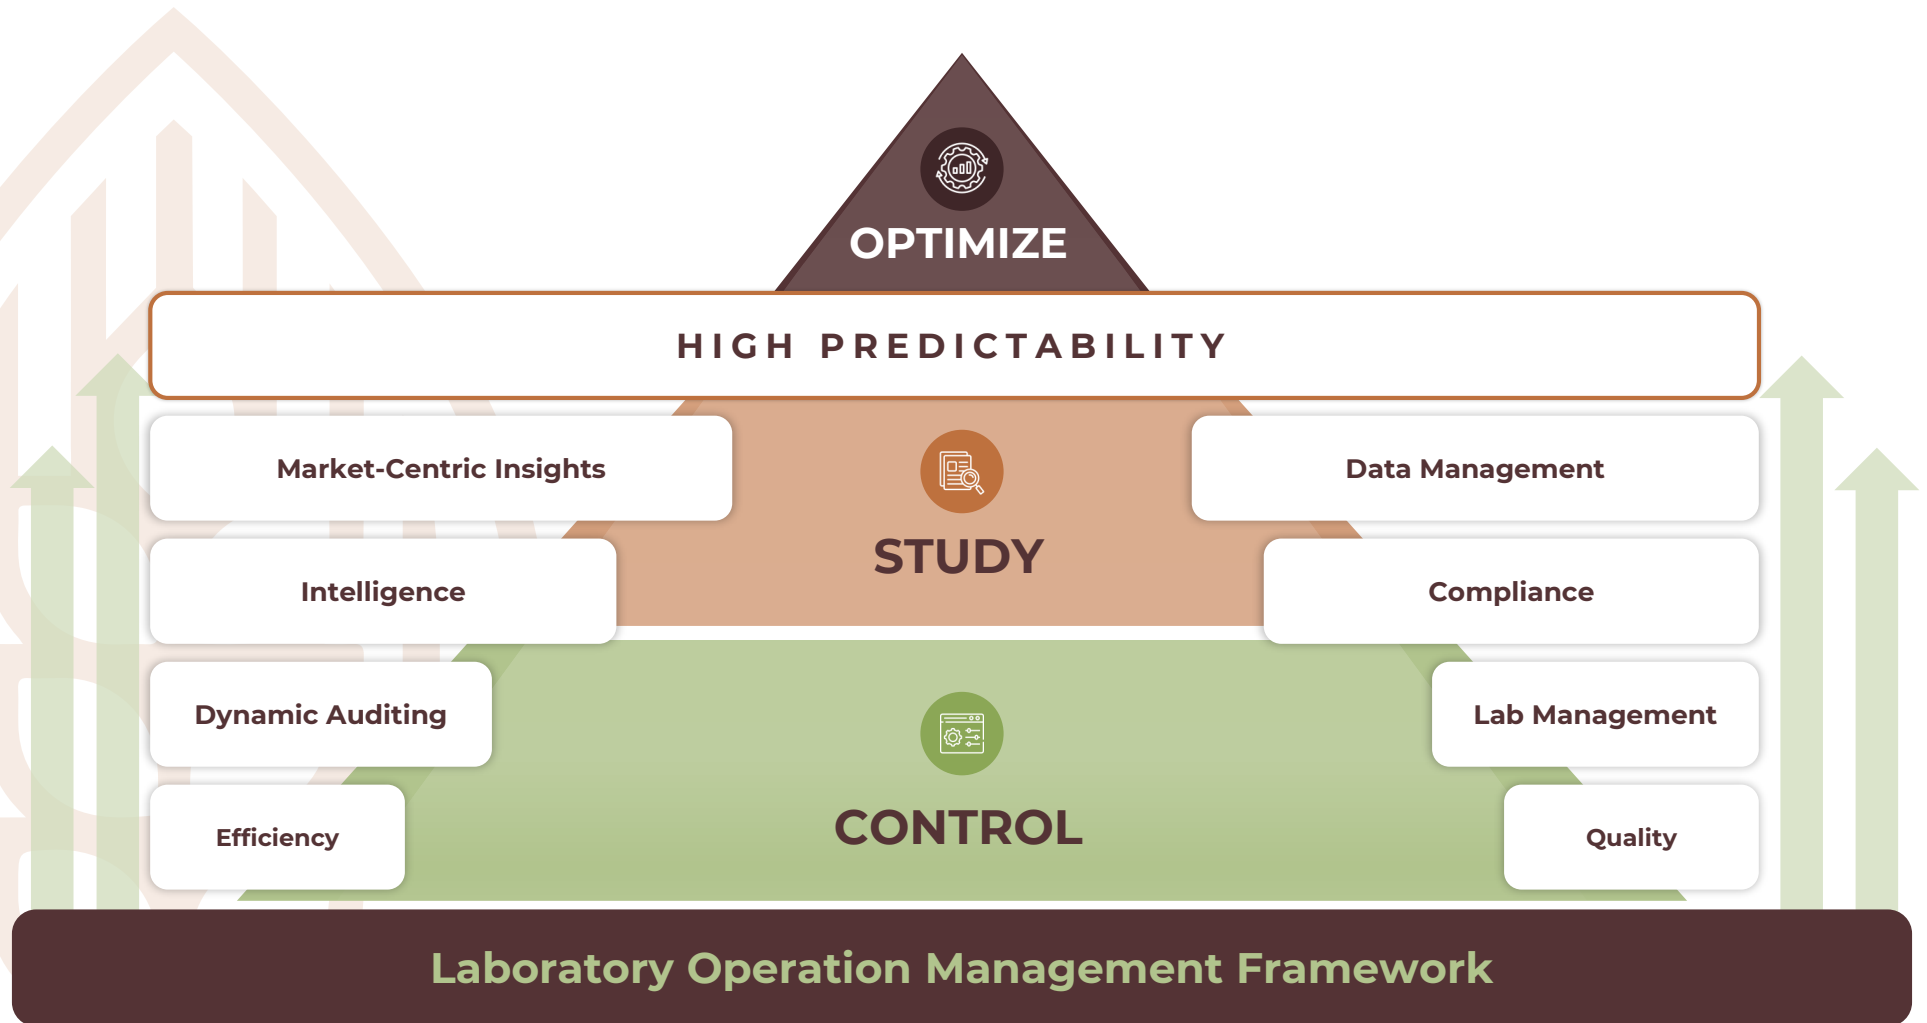 OPTIMIZE
HIGH PREDICTABILITY
Market-Centric Insights
Data Management
STUDY
Intelligence
Compliance
Dynamic Auditing
Lab Management
CONTROL
Efficiency
Quality
Laboratory Operation Management Framework